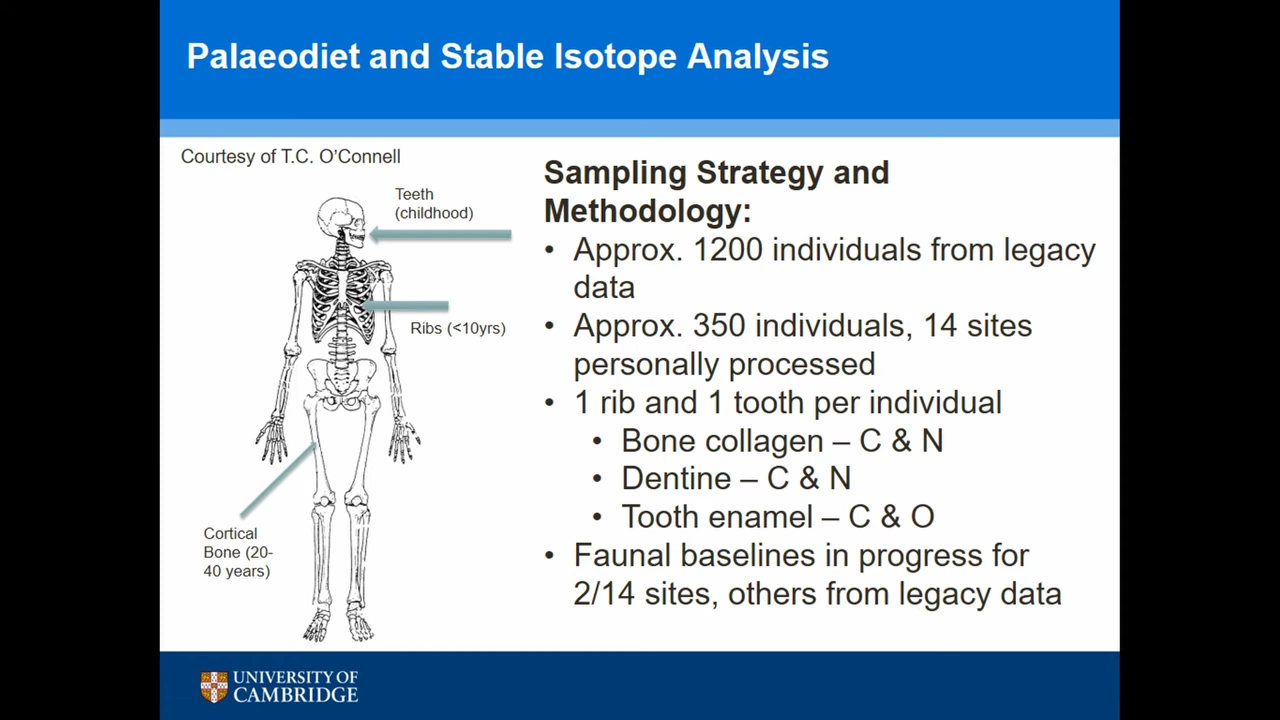 Palaeodiet and Stable Isotope Analysis
Courtesy of T.C. O’Connell
Teeth
(childhood)
Ribs (<10yrs)
Cortical
Bone (20-
40 years)
Sampling Strategy and
Methodology:
• Approx. 1200 individuals from legacy
data
• Approx. 350 individuals, 14 sites
personally processed
• 1 rib and 1 tooth per individual
• Bone collagen – C & N
• Dentine – C & N
• Tooth enamel – C & O
• Faunal baselines in progress for
2/14 sites, others from legacy data
UNIVERSITY OF
CAMBRIDGE